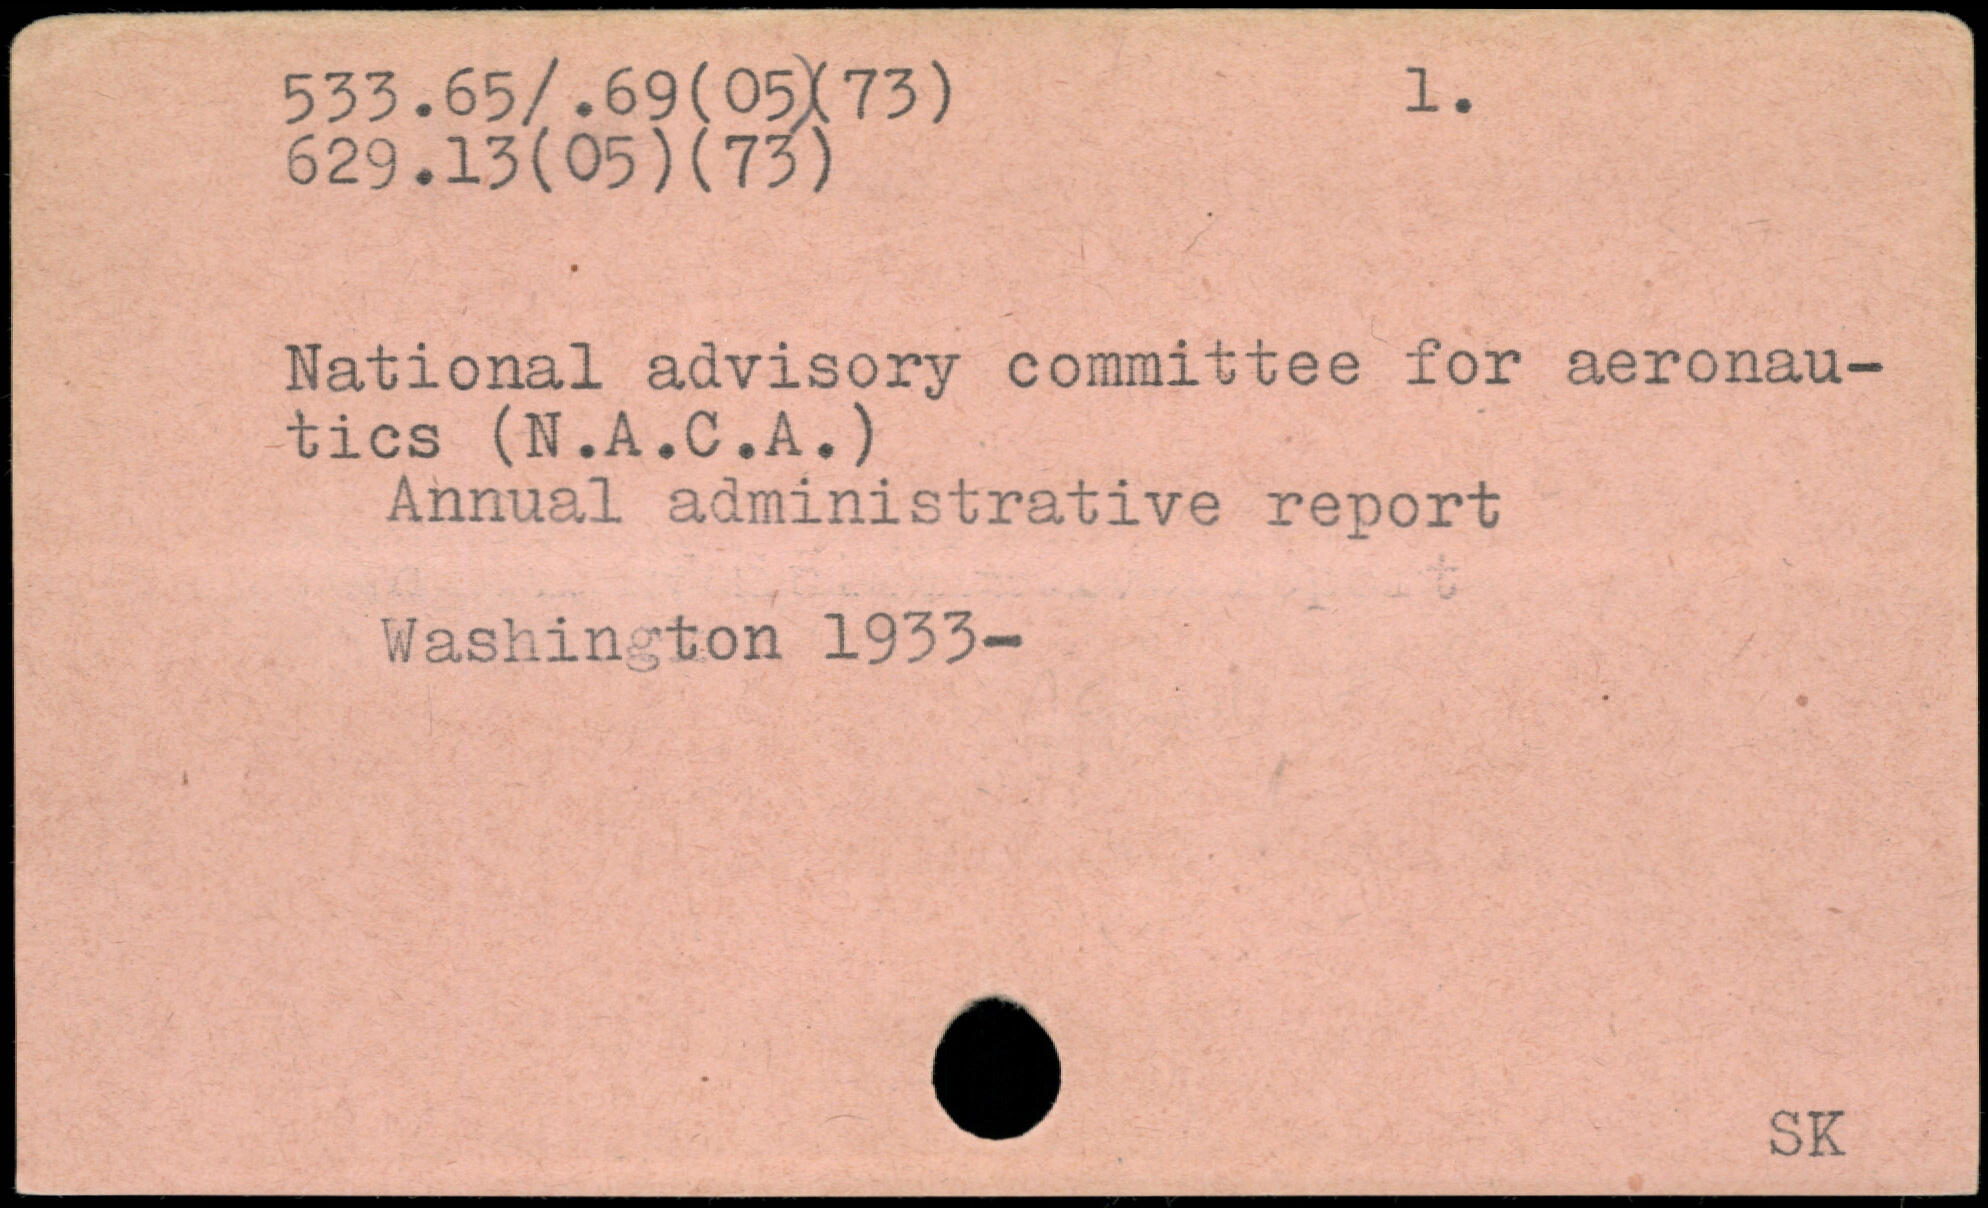 533.65/.69(05)(73) 1.
629.13(05)(73)
National advisory committee for aeronau-
tics (N.A.C.A.)
Annual administrative report
Washington 1933-
SK